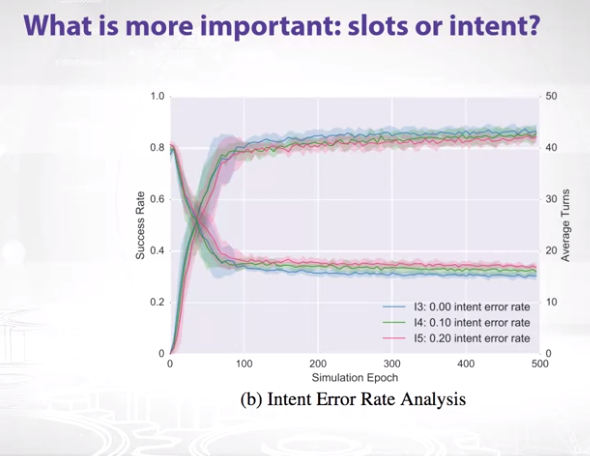 What is more important: slots or intent?
1.0
0.8
0.6
0.4
0.2
0
Success Rate
50
40
30
20
10
0
Average Turns
I3: 0.00 intent error rate
I4: 0.10 intent error rate
I5: 0.20 intent error rate
0 100 200 300 400 500
Simulation Epoch
(b) Intent Error Rate Analysis